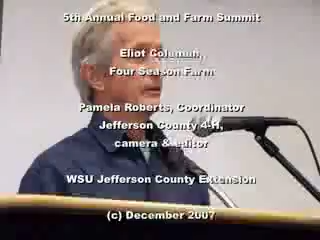 5th Annual Food and Farm Summit
Eliot Coleman,
Four Season Farm
Pamela Roberts, Coordinator
Jefferson County 4-H,
camera & editor
WSU Jefferson County Extension
(c) December 2007